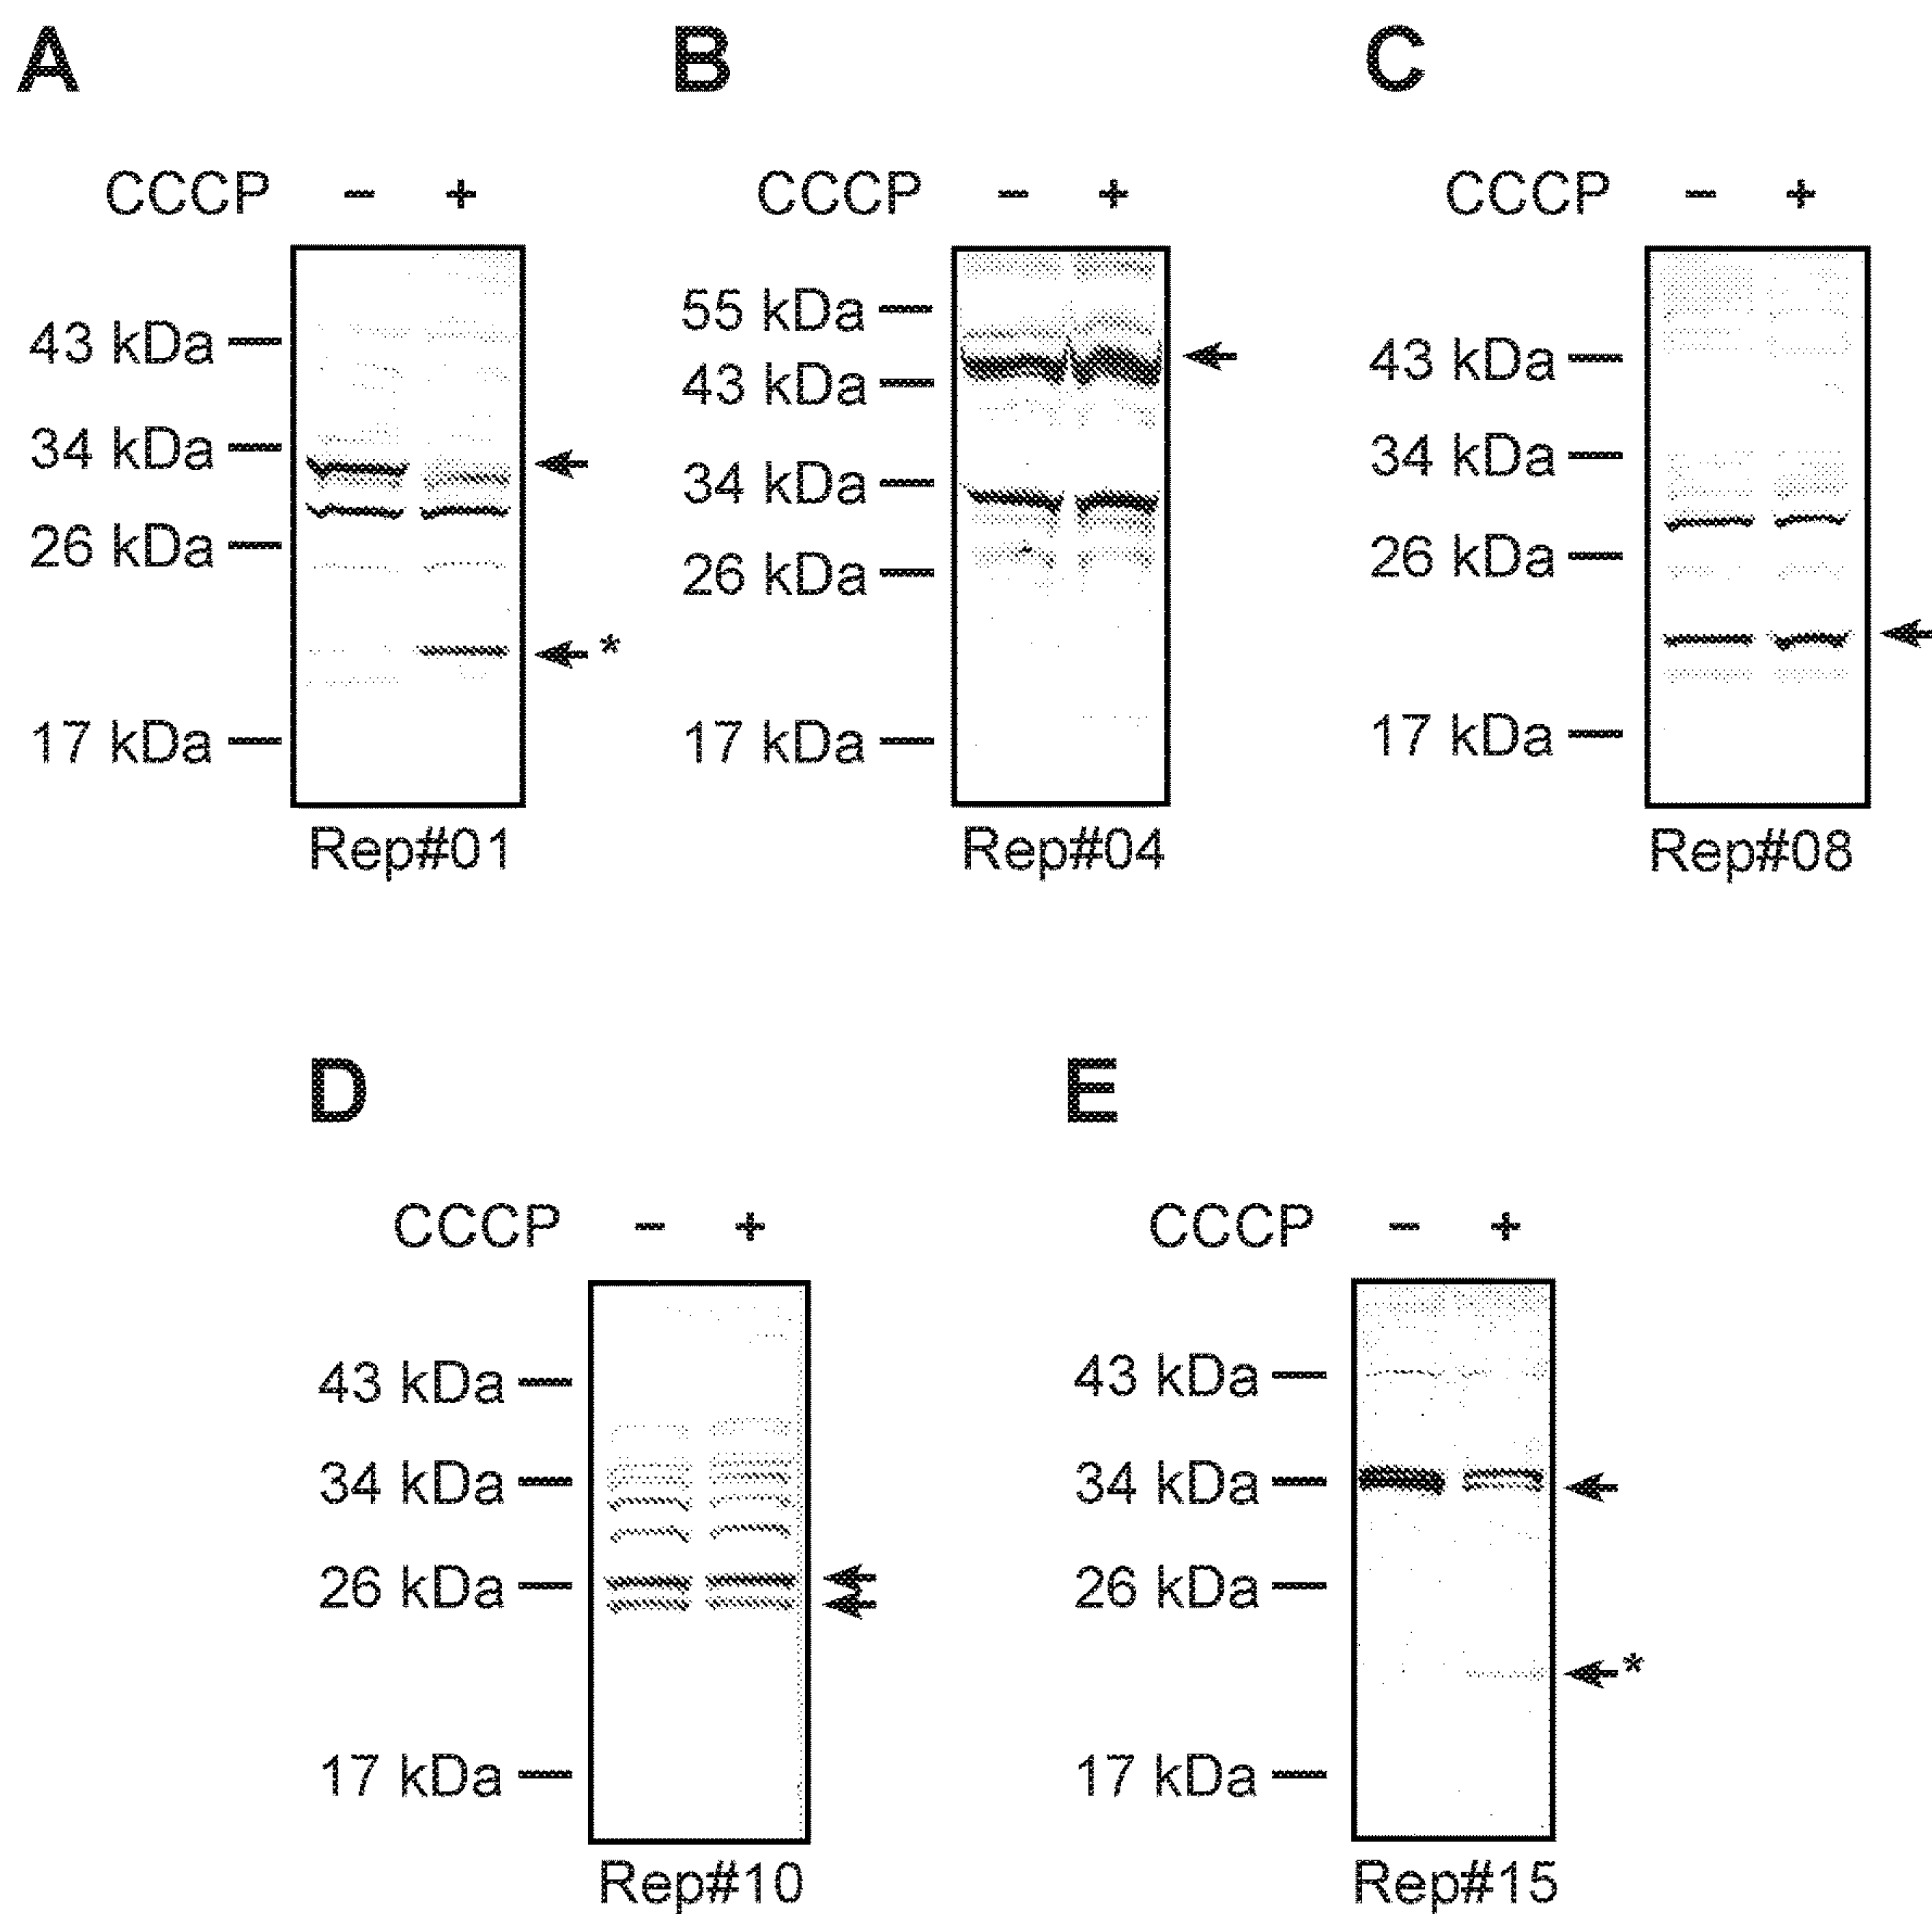 A
CCCP − +
43 kDa
34 kDa
26 kDa
*
17 kDa
Rep#01
B
CCCP − +
55 kDa
43 kDa
34 kDa
26 kDa
17 kDa
Rep#04
C
CCCP − +
43 kDa
34 kDa
26 kDa
17 kDa
Rep#08
D
CCCP − +
43 kDa
34 kDa
26 kDa
17 kDa
Rep#10
E
CCCP − +
43 kDa
34 kDa
26 kDa
*
17 kDa
Rep#15